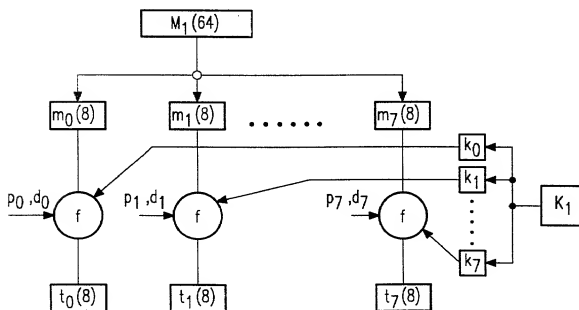 M₁(64)
m₀(8) m₁(8) ...... m₇(8)
k₀
k₁
p₀,d₀ f p₁,d₁ f p₇,d₇ f K₁
k₇
t₀(8) t₁(8) t₇(8)